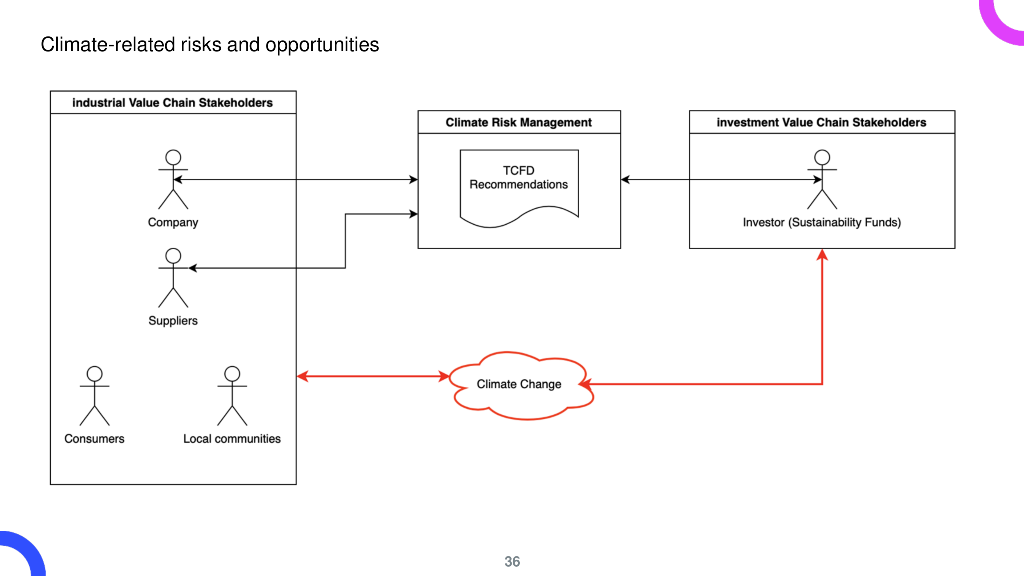 Climate-related risks and opportunities
industrial Value Chain Stakeholders
Company
Suppliers
Consumers
Local communities
Climate Risk Management
TCFD
Recommendations
investment Value Chain Stakeholders
Investor (Sustainability Funds)
Climate Change
36